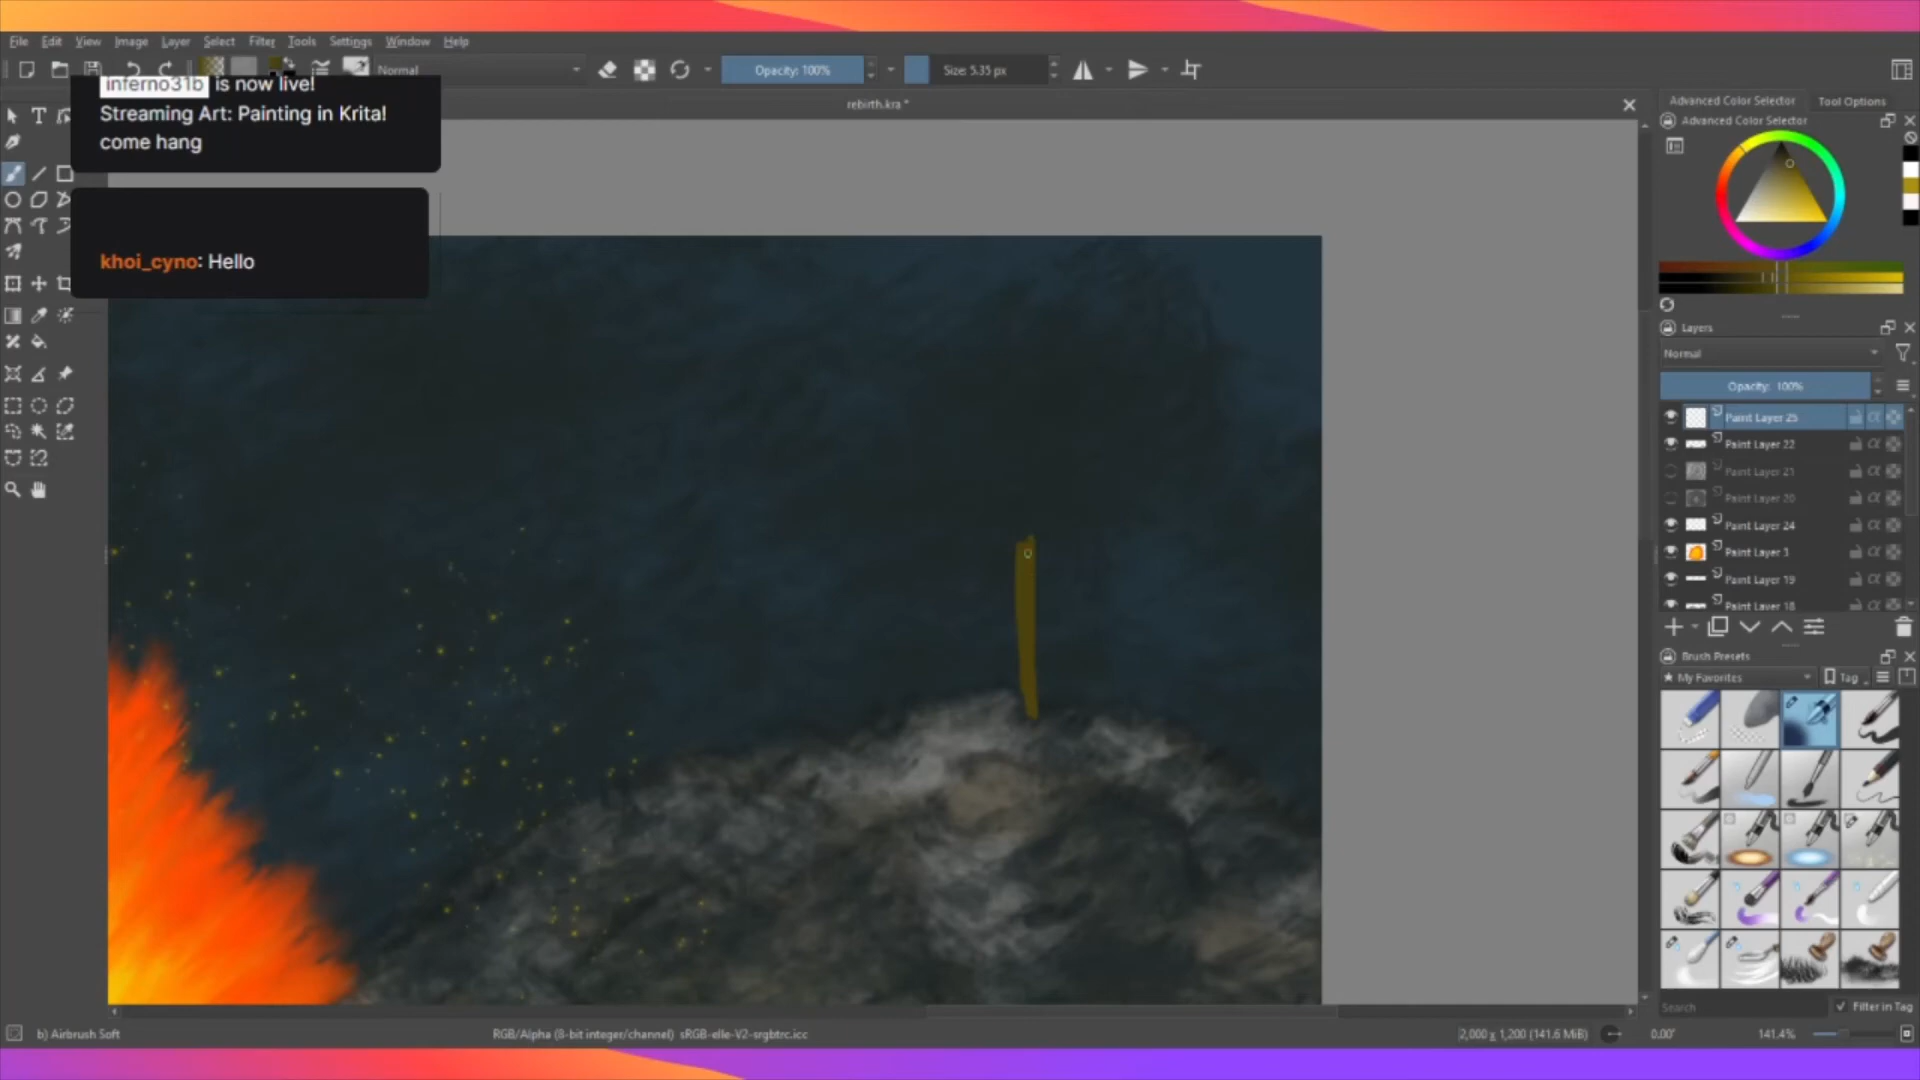 File Edit View Image Layer Select Filter Tools Settings Window Help
Normal
Opacity: 100%
Size: 5.35 px
inferno31b is now live!
Streaming Art: Painting in Krita!
come hang
khoi_cyno: Hello
rebirth.kra *
Advanced Color Selector Tool Options
Advanced Color Selector
Layers
Normal
Opacity: 100%
Paint Layer 25
Paint Layer 22
Paint Layer 21
Paint Layer 20
Paint Layer 24
Paint Layer 3
Paint Layer 19
Paint Layer 18
Brush Presets
★ My Favorites
Tag
Search
Filter in Tag
b) Airbrush Soft
RGB/Alpha (8-bit integer/channel) sRGB-elle-V2-srgbtrc.icc
2,000 x 1,200 (141.6 MiB)
0.00°
141.4%